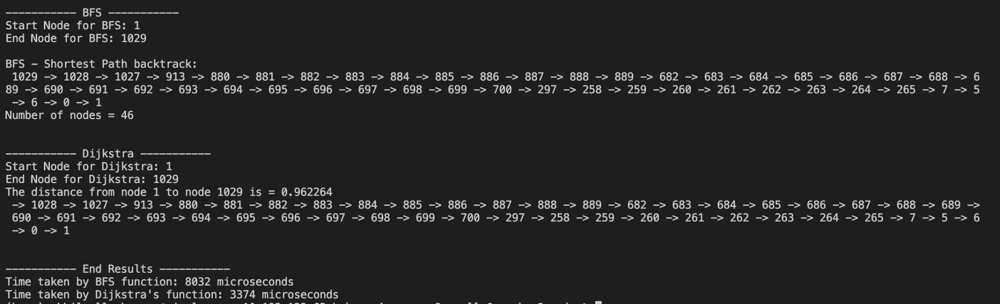 ----------- BFS -----------
Start Node for BFS: 1
End Node for BFS: 1029
BFS - Shortest Path backtrack:
1029 -> 1028 -> 1027 -> 913 -> 880 -> 881 -> 882 -> 883 -> 884 -> 885 -> 886 -> 887 -> 888 -> 889 -> 682 -> 683 -> 684 -> 685 -> 686 -> 687 -> 688 -> 6
89 -> 690 -> 691 -> 692 -> 693 -> 694 -> 695 -> 696 -> 697 -> 698 -> 699 -> 700 -> 297 -> 258 -> 259 -> 260 -> 261 -> 262 -> 263 -> 264 -> 265 -> 7 -> 5
-> 6 -> 0 -> 1
Number of nodes = 46
----------- Dijkstra -----------
Start Node for Dijkstra: 1
End Node for Dijkstra: 1029
The distance from node 1 to node 1029 is = 0.962264
-> 1028 -> 1027 -> 913 -> 880 -> 881 -> 882 -> 883 -> 884 -> 885 -> 886 -> 887 -> 888 -> 889 -> 682 -> 683 -> 684 -> 685 -> 686 -> 687 -> 688 -> 689 ->
690 -> 691 -> 692 -> 693 -> 694 -> 695 -> 696 -> 697 -> 698 -> 699 -> 700 -> 297 -> 258 -> 259 -> 260 -> 261 -> 262 -> 263 -> 264 -> 265 -> 7 -> 5 -> 6
-> 0 -> 1
----------- End Results -----------
Time taken by BFS function: 8032 microseconds
Time taken by Dijkstra's function: 3374 microseconds